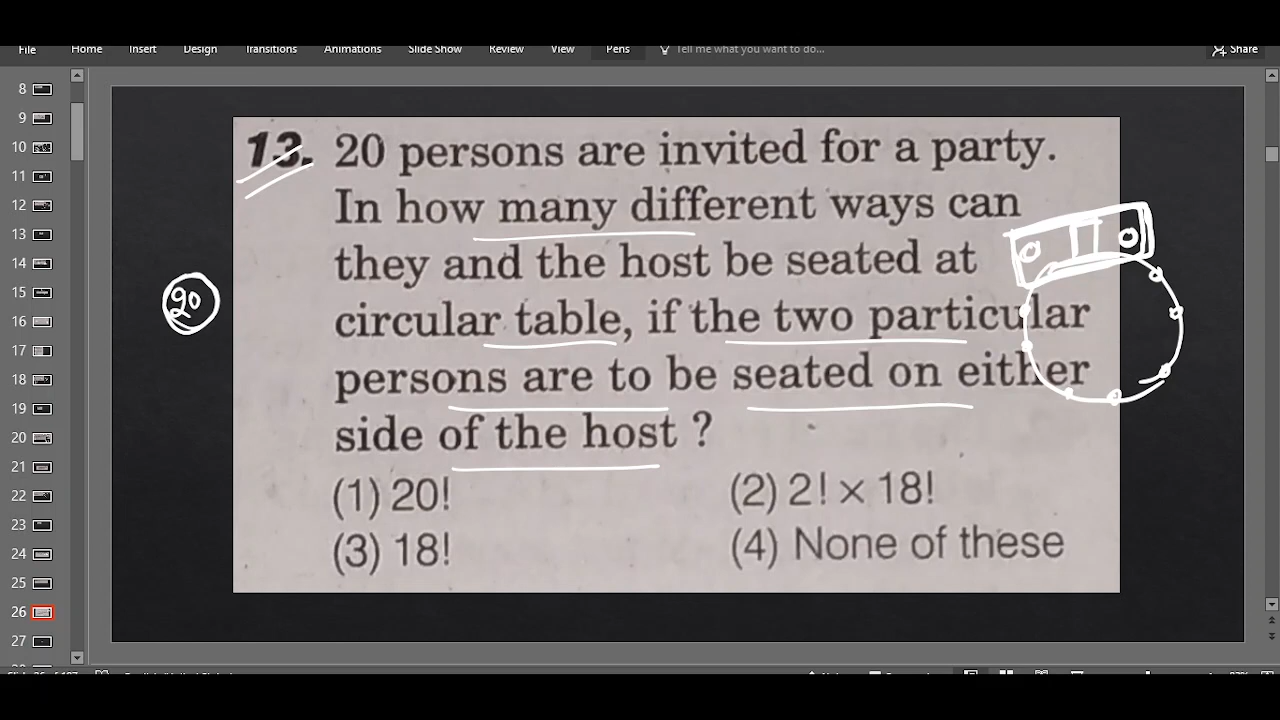 File Home Insert Design Transitions Animations Slide Show Review View Pens Tell me what you want to do... Share
8
9
10
11
12
13
14
15
16
17
18
19
20
21
22
23
24
25
26
27
20
13. 20 persons are invited for a party.
In how many different ways can
they and the host be seated at
circular table, if the two particular
persons are to be seated on either
side of the host ?
(1) 20! (2) 2! × 18!
(3) 18! (4) None of these